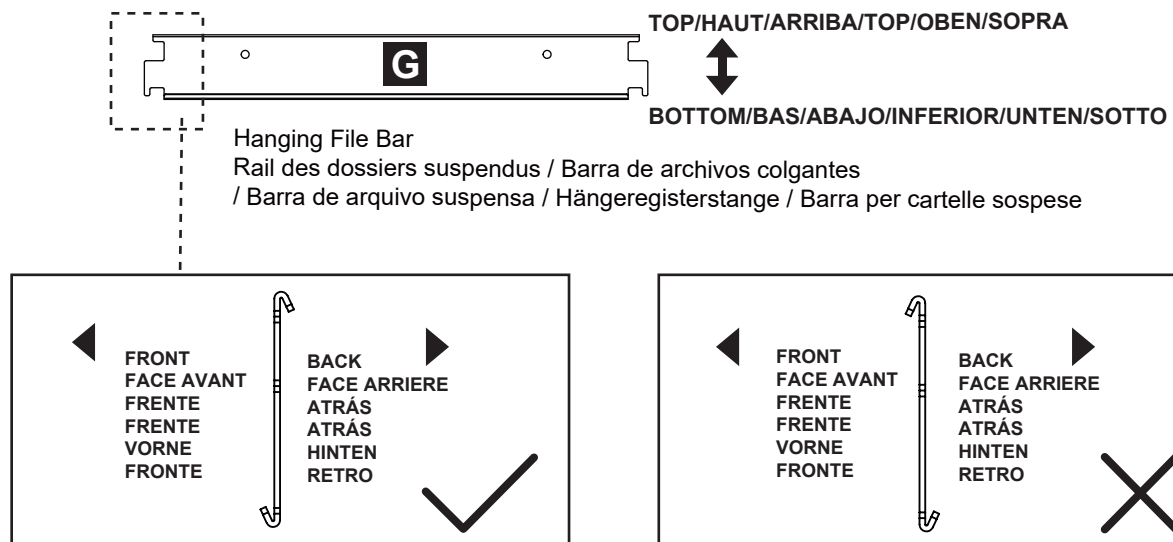 TOP/HAUT/ARRIBA/TOP/OBEN/SOPRA
G
BOTTOM/BAS/ABAJO/INFERIOR/UNTEN/SOTTO
Hanging File Bar
Rail des dossiers suspendus / Barra de archivos colgantes
/ Barra de arquivo suspensa / Hängeregisterstange / Barra per cartelle sospese
FRONT
FACE AVANT
FRENTE
FRENTE
VORNE
FRONTE
BACK
FACE ARRIERE
ATRÁS
ATRÁS
HINTEN
RETRO
FRONT
FACE AVANT
FRENTE
FRENTE
VORNE
FRONTE
BACK
FACE ARRIERE
ATRÁS
ATRÁS
HINTEN
RETRO